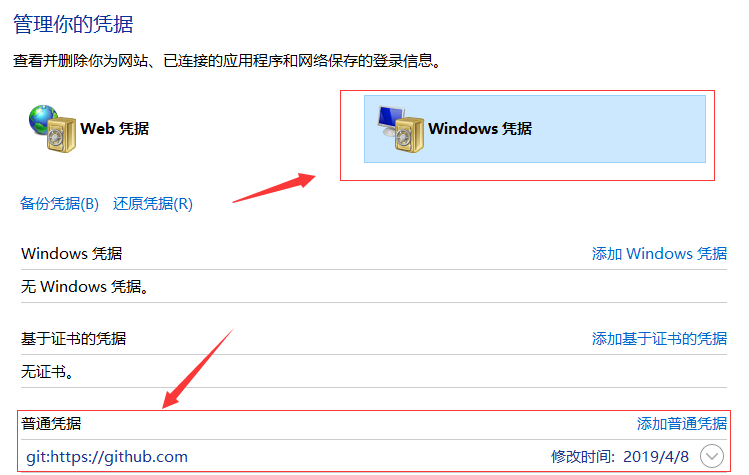 管理你的凭据
查看并删除你为网站、已连接的应用程序和网络保存的登录信息。
Web 凭据
Windows 凭据
备份凭据(B) 还原凭据(R)
Windows 凭据 添加 Windows 凭据
无 Windows 凭据。
基于证书的凭据 添加基于证书的凭据
无证书。
普通凭据 添加普通凭据
git:https://github.com 修改时间: 2019/4/8